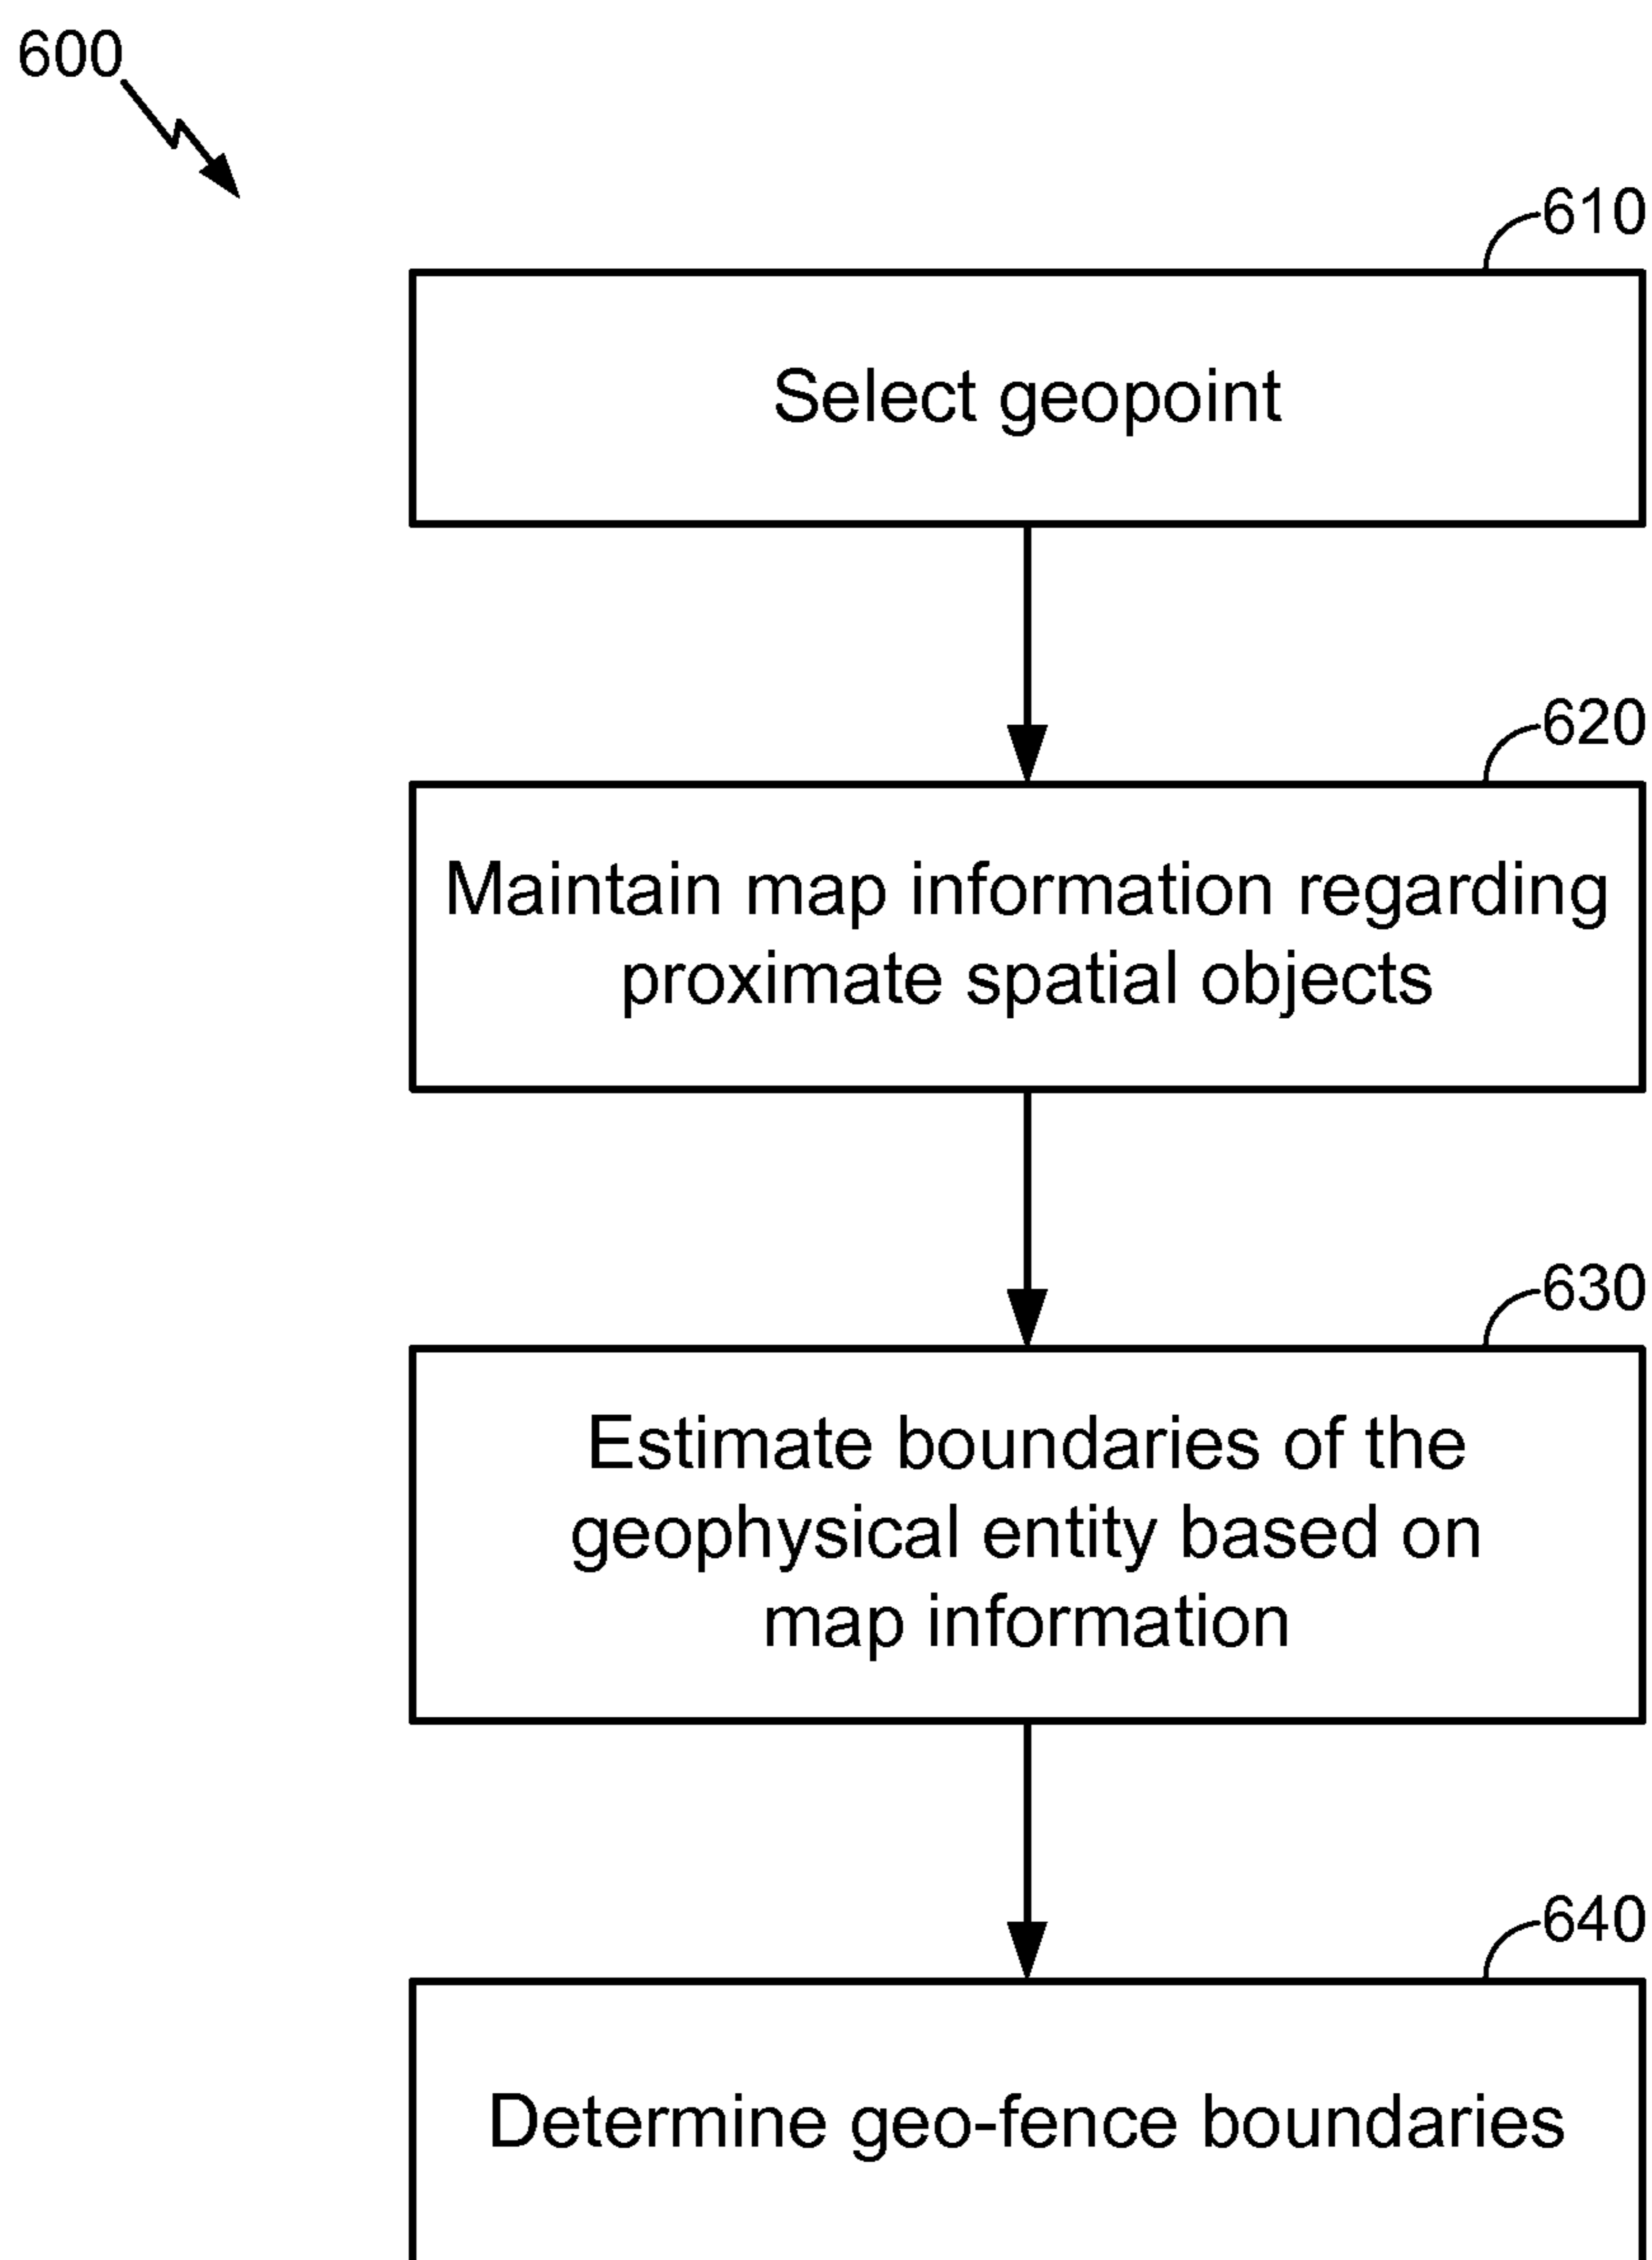 600
610
Select geopoint
620
Maintain map information regarding
proximate spatial objects
630
Estimate boundaries of the
geophysical entity based on
map information
640
Determine geo-fence boundaries